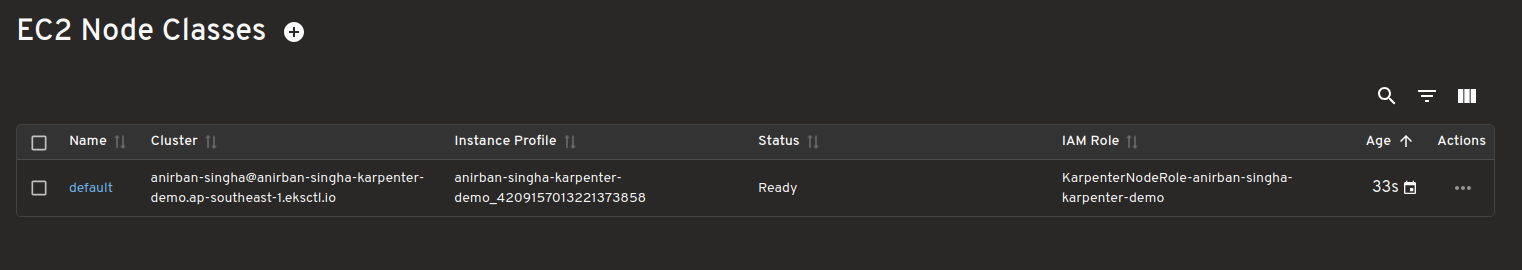 EC2 Node Classes
Name Cluster Instance Profile Status IAM Role Age Actions
default anirban-singha@anirban-singha-karpenter-demo.ap-southeast-1.eksctl.io anirban-singha-karpenter-demo_4209157013221373858 Ready KarpenterNodeRole-anirban-singha-karpenter-demo 33s